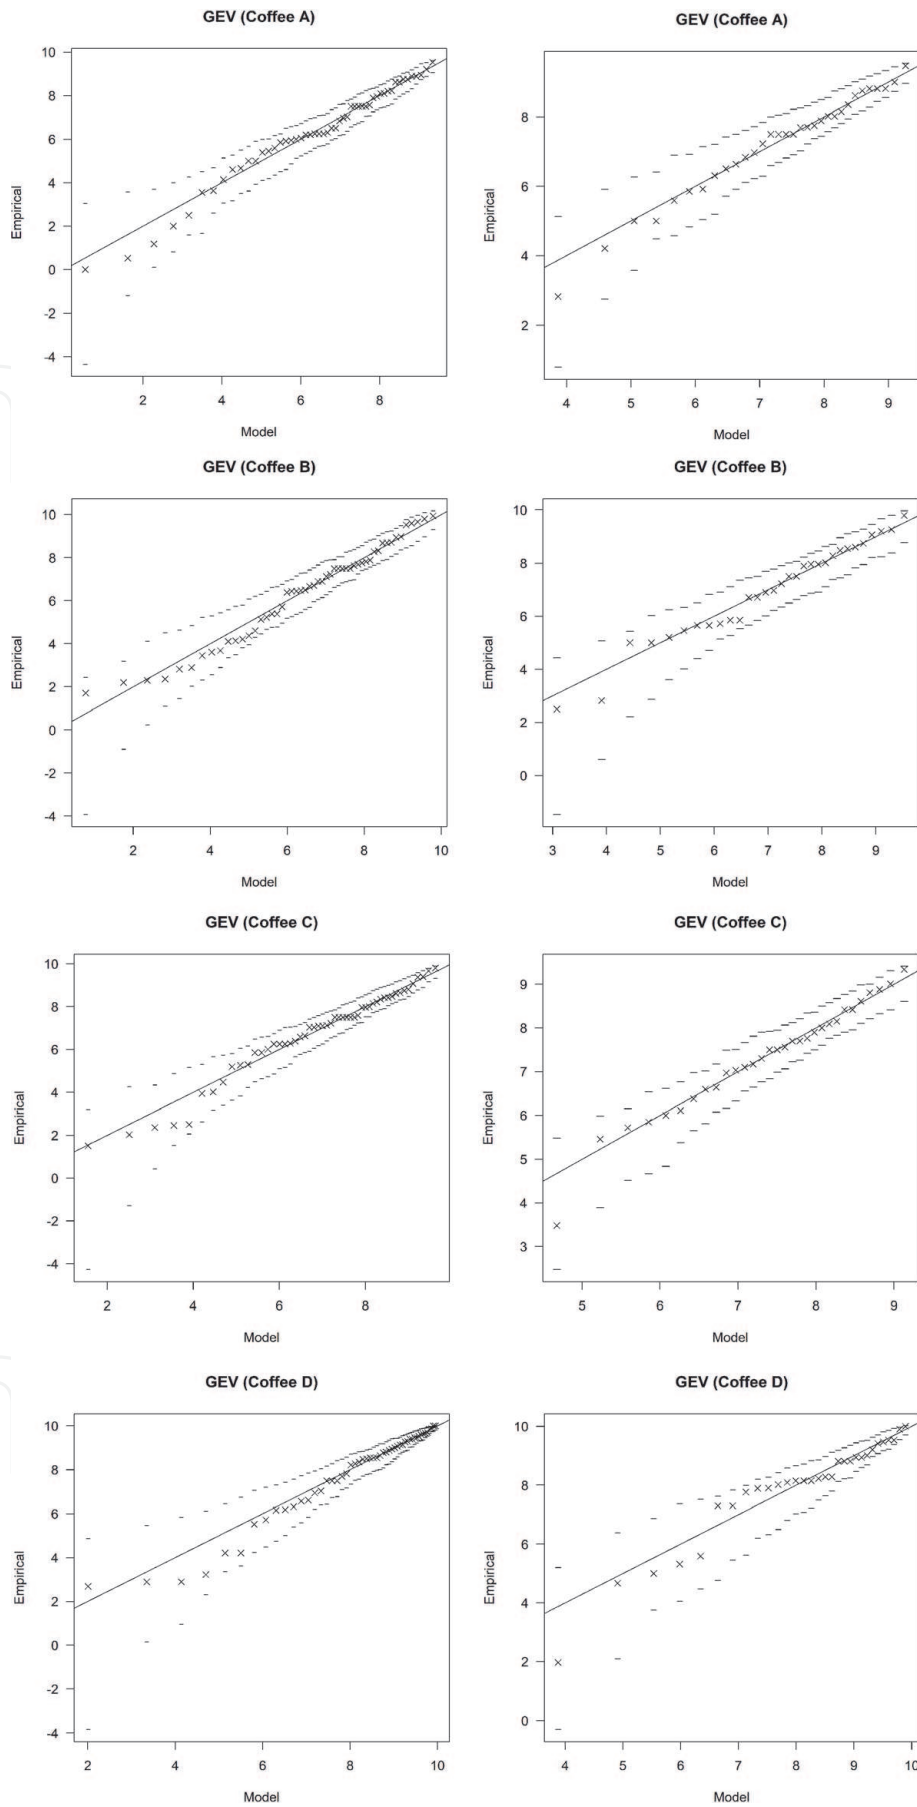 GEV (Coffee A)
10
8
6
4
2
0
-2
-4
Empirical
2 4 6 8
Model
GEV (Coffee A)
8
6
4
2
Empirical
4 5 6 7 8 9
Model
GEV (Coffee B)
10
8
6
4
2
0
-2
-4
Empirical
2 4 6 8 10
Model
GEV (Coffee B)
10
8
6
4
2
0
Empirical
3 4 5 6 7 8 9
Model
GEV (Coffee C)
10
8
6
4
2
0
-2
-4
Empirical
2 4 6 8
Model
GEV (Coffee C)
9
8
7
6
5
4
3
Empirical
5 6 7 8 9
Model
GEV (Coffee D)
10
8
6
4
2
0
-2
-4
Empirical
2 4 6 8 10
Model
GEV (Coffee D)
10
8
6
4
2
0
Empirical
4 5 6 7 8 9 10
Model